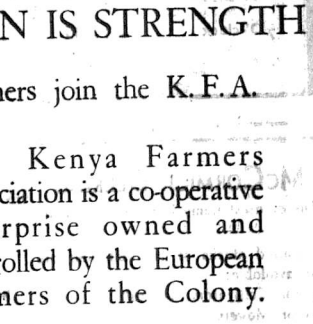 N IS STRENGTH
ners join the K.F.A.
Kenya Farmers
ciation is a co-operative
rprise owned and
olled by the European
ners of the Colony.